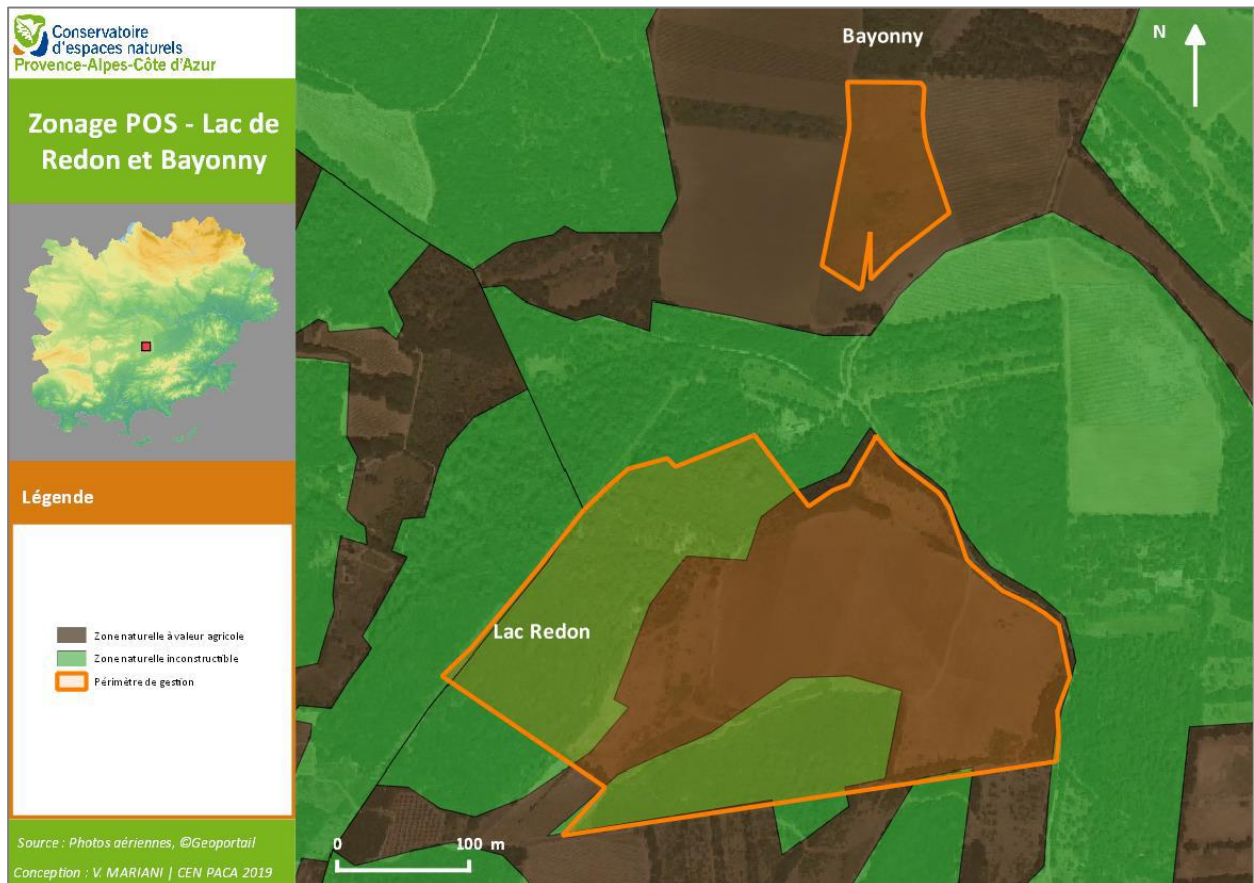 Conservatoire
d'espaces naturels
Provence-Alpes-Côte d'Azur
Zonage POS - Lac de
Redon et Bayonny
Légende
Zone naturelle à valeur agricole
Zone naturelle inconstructible
Périmètre de gestion
Source : Photos aériennes, ©Geoportail
Conception : V. MARIANI | CEN PACA 2019
Bayonny
N
Lac Redon
0 100 m